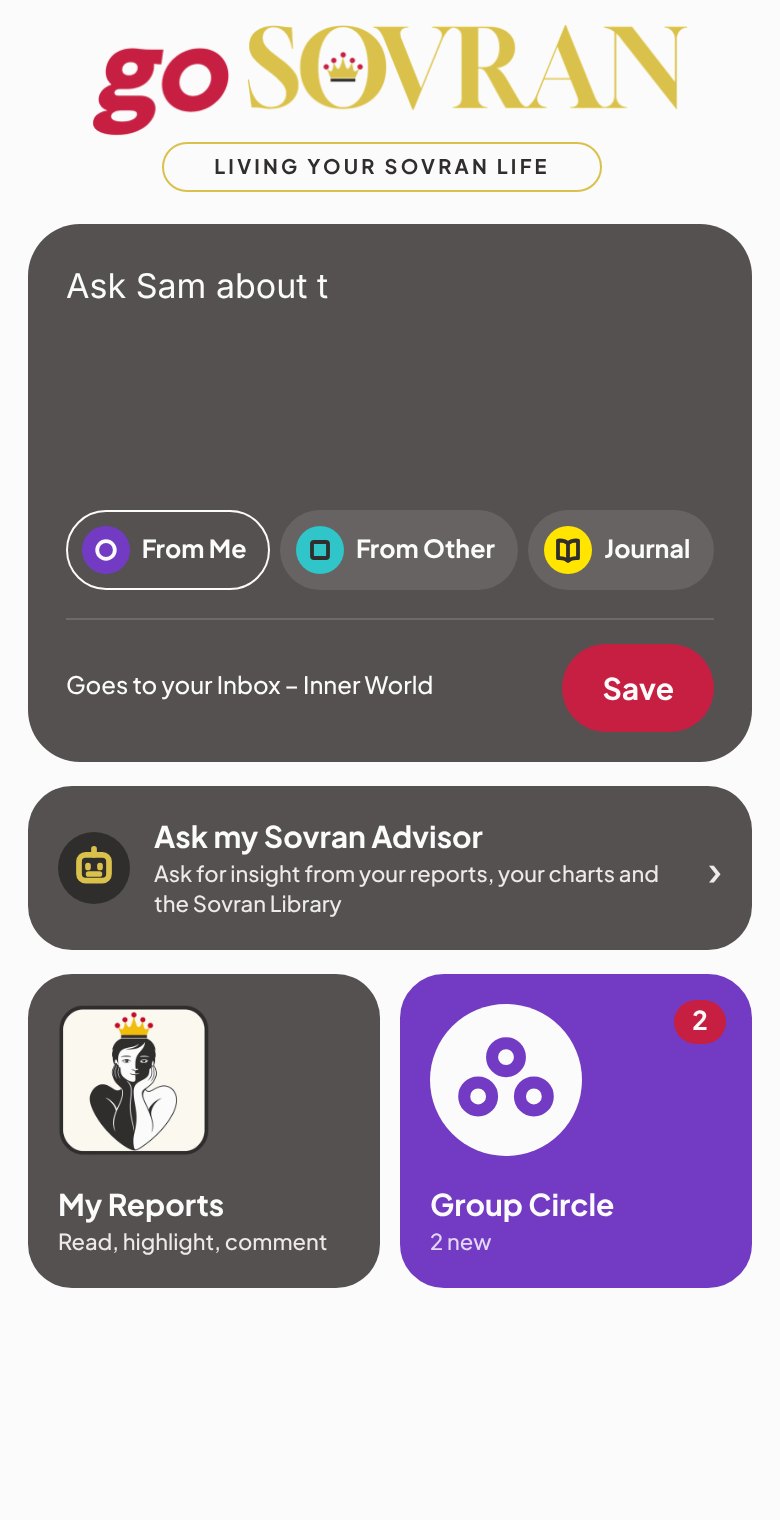 go SOVRAN
LIVING YOUR SOVRAN LIFE
Ask Sam about t
From Me
From Other
Journal
Goes to your Inbox – Inner World
Save
Ask my Sovran Advisor
Ask for insight from your reports, your charts and
the Sovran Library
›
2
My Reports
Read, highlight, comment
Group Circle
2 new